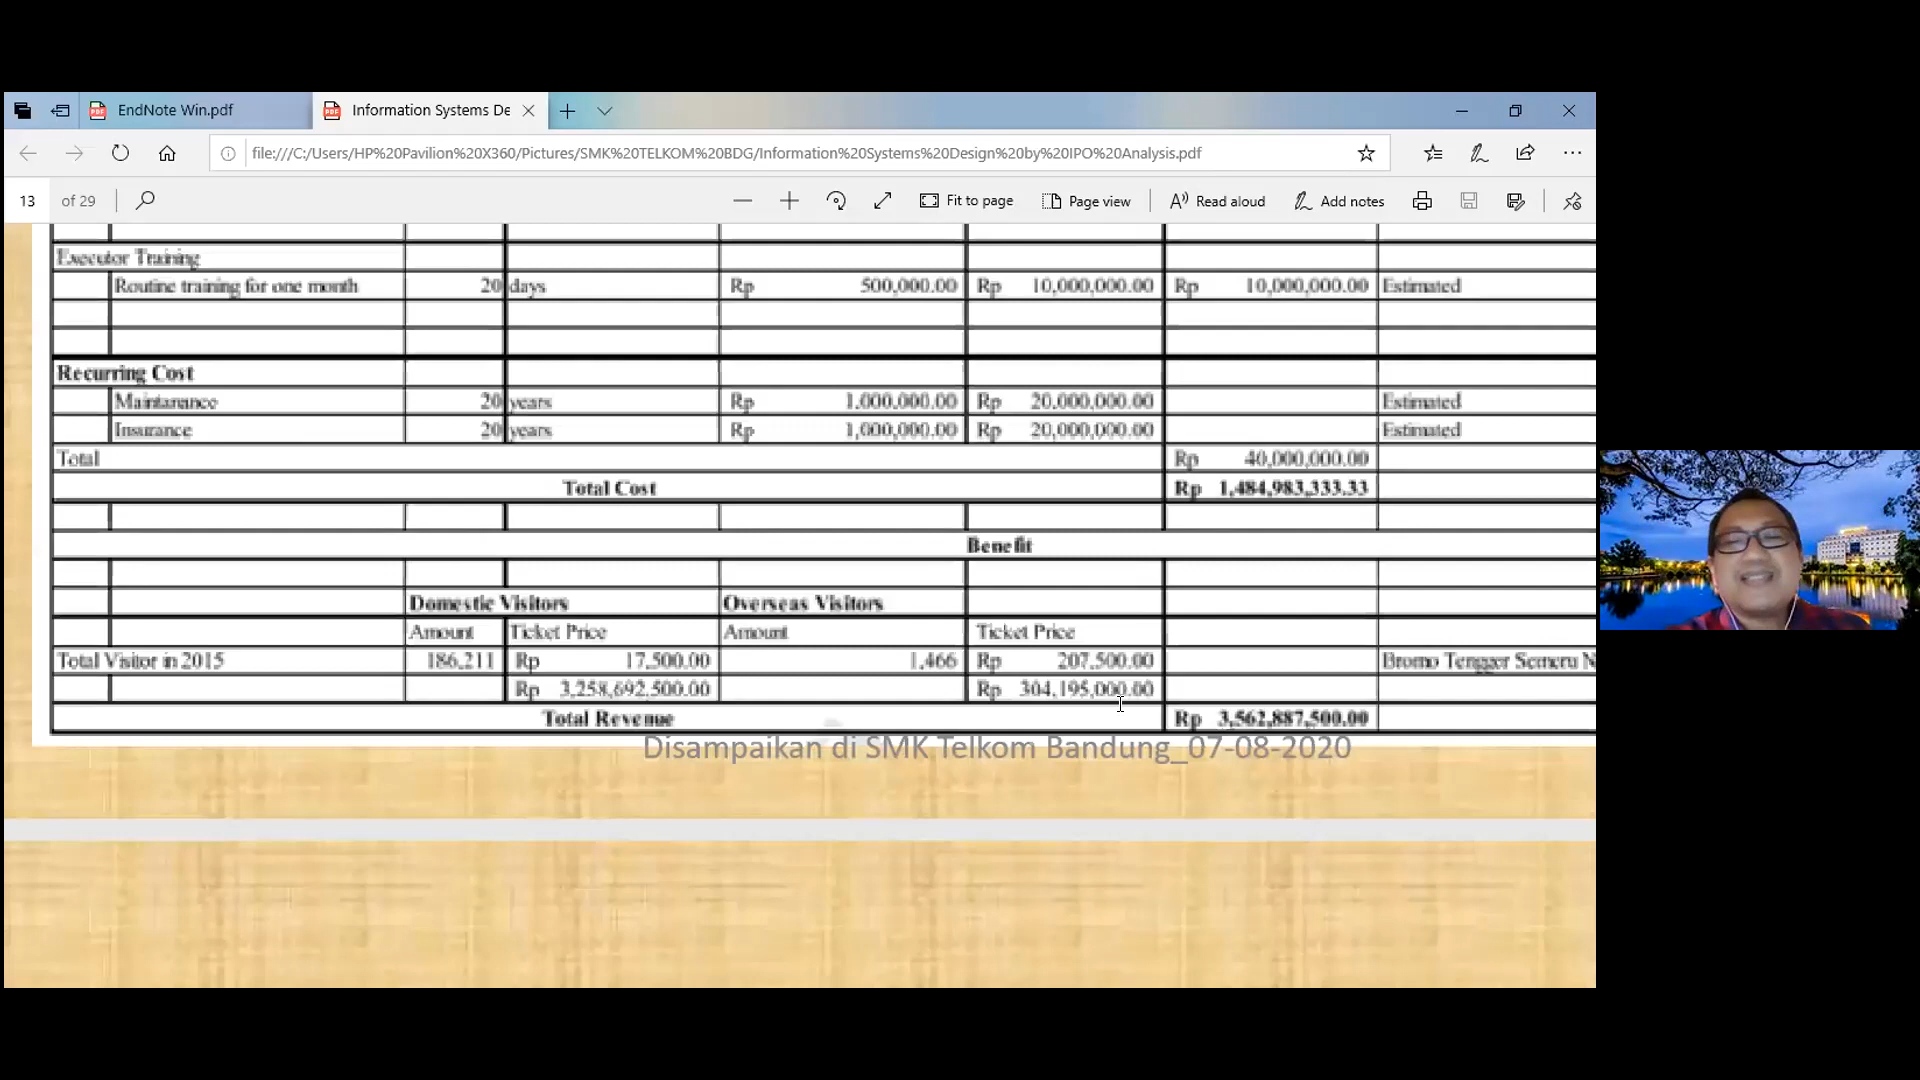 EndNote Win.pdf
Information Systems De
file:///C:/Users/HP%20Pavilion%20X360/Pictures/SMK%20TELKOM%20BDG/Information%20Systems%20Design%20by%20IPO%20Analysis.pdf
13 of 29
Fit to page
Page view
Read aloud
Add notes
Executor Training
Routine training for one month 20 days Rp 500,000.00 Rp 10,000,000.00 Rp 10,000,000.00 Estimated
Recurring Cost
Maintanance 20 years Rp 1,000,000.00 Rp 20,000,000.00 Estimated
Insurance 20 years Rp 1,000,000.00 Rp 20,000,000.00 Estimated
Total Rp 40,000,000.00
Total Cost Rp 1,484,983,333.33
Benefit
Domestic Visitors Overseas Visitors
Amount Ticket Price Amount Ticket Price
Total Visitor in 2015 186,211 Rp 17,500.00 1,466 Rp 207,500.00 Bromo Tengger Semeru N
Rp 3,258,692,500.00 Rp 304,195,000.00
Total Revenue Rp 3,562,887,500.00
Disampaikan di SMK Telkom Bandung_07-08-2020